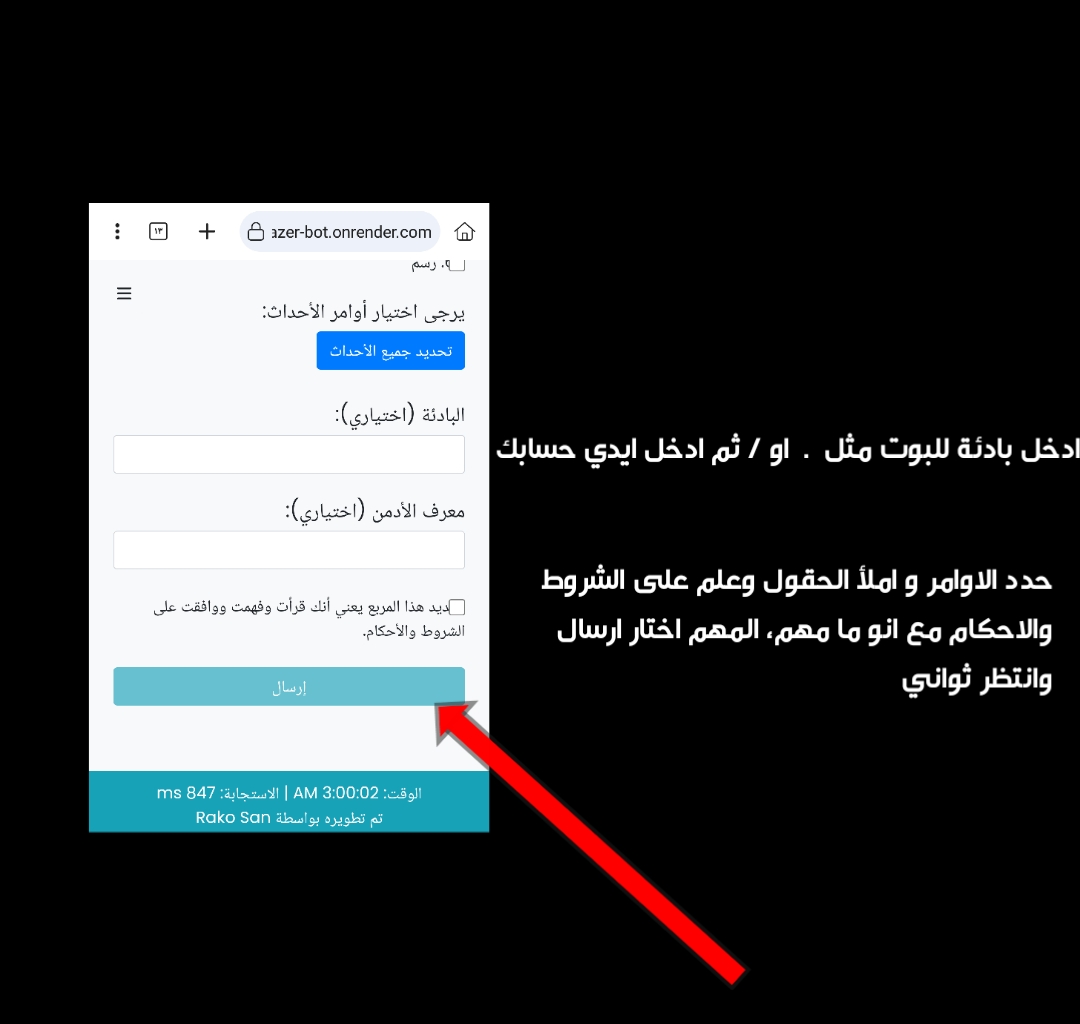 azer-bot.onrender.com
١٣
. رسم
يرجى اختيار أوامر الأحداث:
تحديد جميع الأحداث
البادئة (اختياري):
معرف الأدمن (اختياري):
ديد هذا المربع يعني أنك قرأت وفهمت ووافقت على
الشروط والأحكام.
إرسال
الوقت: 3:00:02 AM | الاستجابة: 847 ms
تم تطويره بواسطة Rako San
ادخل بادئة للبوت مثل . او / ثم ادخل ايدي حسابك
حدد الاوامر و املأ الحقول وعلم على الشروط
والاحكام مع انو ما مهم، المهم اختار ارسال
وانتظر ثواني